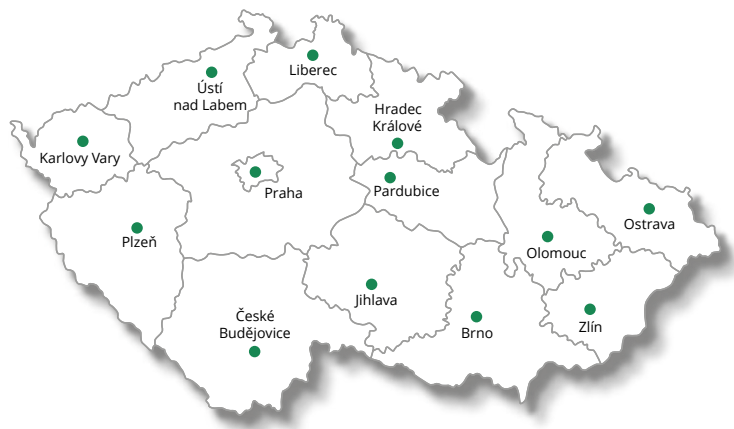 Liberec
Ústí
nad Labem
Hradec
Králové
Karlovy Vary
Praha
Pardubice
Ostrava
Plzeň
Olomouc
Jihlava
České
Budějovice
Brno
Zlín